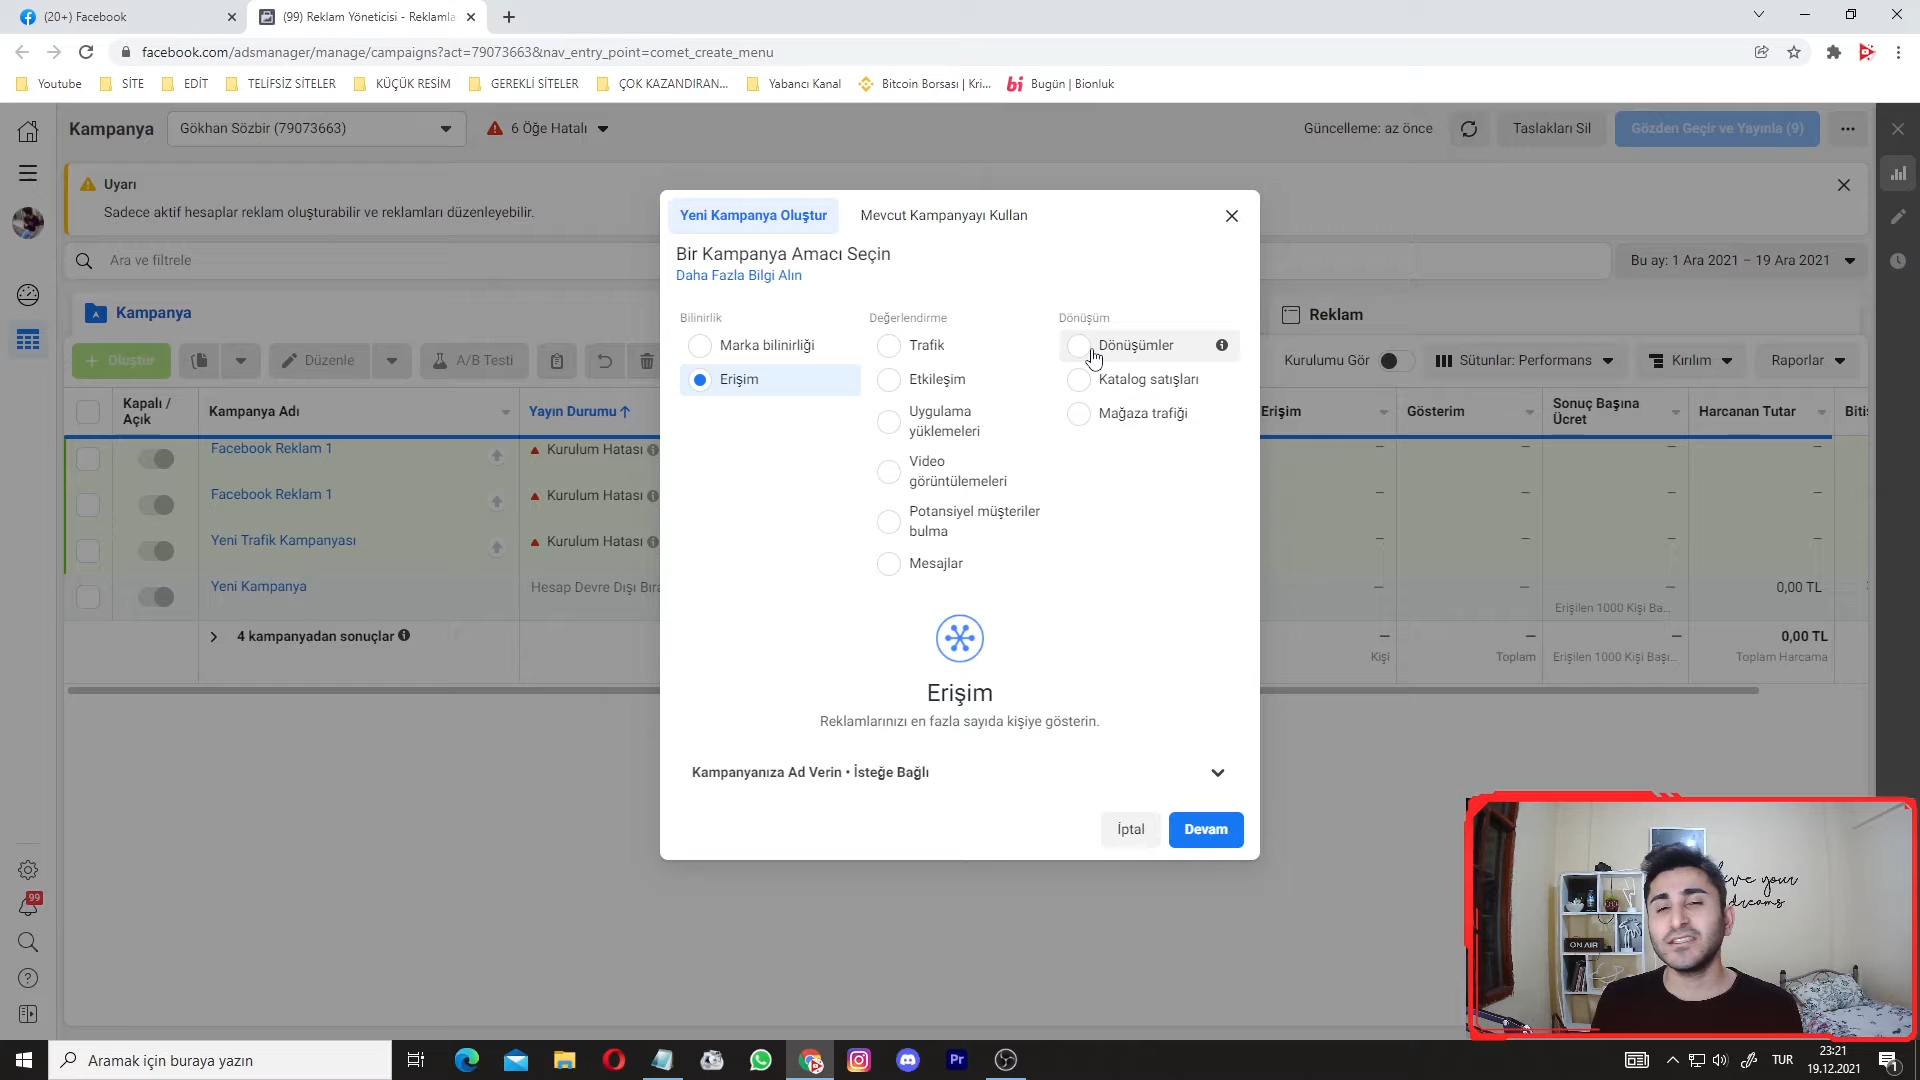 (20+) Facebook
(99) Reklam Yöneticisi - Reklamla
facebook.com/adsmanager/manage/campaigns?act=79073663&nav_entry_point=comet_create_menu
Youtube
SİTE
EDİT
TELİFSİZ SİTELER
KÜÇÜK RESİM
GEREKLİ SİTELER
ÇOK KAZANDIRAN...
Yabancı Kanal
Bitcoin Borsası | Kri...
Bugün | Bionluk
Kampanya
Gökhan Sözbir (79073663)
6 Öğe Hatalı
Güncelleme: az önce
Taslakları Sil
Gözden Geçir ve Yayınla (9)
Uyarı
Sadece aktif hesaplar reklam oluşturabilir ve reklamları düzenleyebilir.
Ara ve filtrele
Bu ay: 1 Ara 2021 – 19 Ara 2021
Kampanya
Reklam
+ Oluştur
Düzenle
A/B Testi
Kurulumu Gör
Sütunlar: Performans
Kırılım
Raporlar
Kapalı /
Açık
Kampanya Adı
Yayın Durumu↑
Erişim
Gösterim
Sonuç Başına
Ücret
Harcanan Tutar
Bitiş
Facebook Reklam 1
Kurulum Hatası
— — — —
Facebook Reklam 1
Kurulum Hatası
— — — —
Yeni Trafik Kampanyası
Kurulum Hatası
— — — —
Yeni Kampanya
Hesap Devre Dışı Bıra
— — —
0,00 TL
Erişilen 1000 Kişi Ba...
4 kampanyadan sonuçlar
— — —
0,00 TL
Kişi
Toplam
Erişilen 1000 Kişi Başı...
Toplam Harcama
Yeni Kampanya Oluştur
Mevcut Kampanyayı Kullan
Bir Kampanya Amacı Seçin
Daha Fazla Bilgi Alın
Bilinirlik
Marka bilinirliği
Erişim
Değerlendirme
Trafik
Etkileşim
Uygulama
yüklemeleri
Video
görüntülemeleri
Potansiyel müşteriler
bulma
Mesajlar
Dönüşüm
Dönüşümler
Katalog satışları
Mağaza trafiği
Erişim
Reklamlarınızı en fazla sayıda kişiye gösterin.
Kampanyanıza Ad Verin • İsteğe Bağlı
İptal
Devam
99
live your
dreams
ON AIR
Aramak için buraya yazın
Pr
TUR
23:21
19.12.2021
1